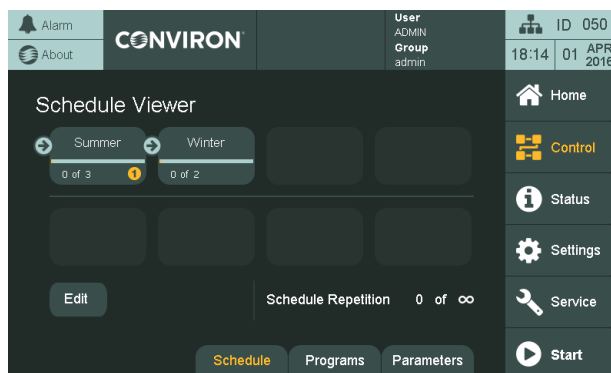 Alarm
About
CONVIRON
User
ADMIN
Group
admin
ID 050
18:14 01 APR 2016
Schedule Viewer
Summer
0 of 3 1
Winter
0 of 2
Edit
Schedule Repetition 0 of ∞
Schedule Programs Parameters
Home
Control
Status
Settings
Service
Start